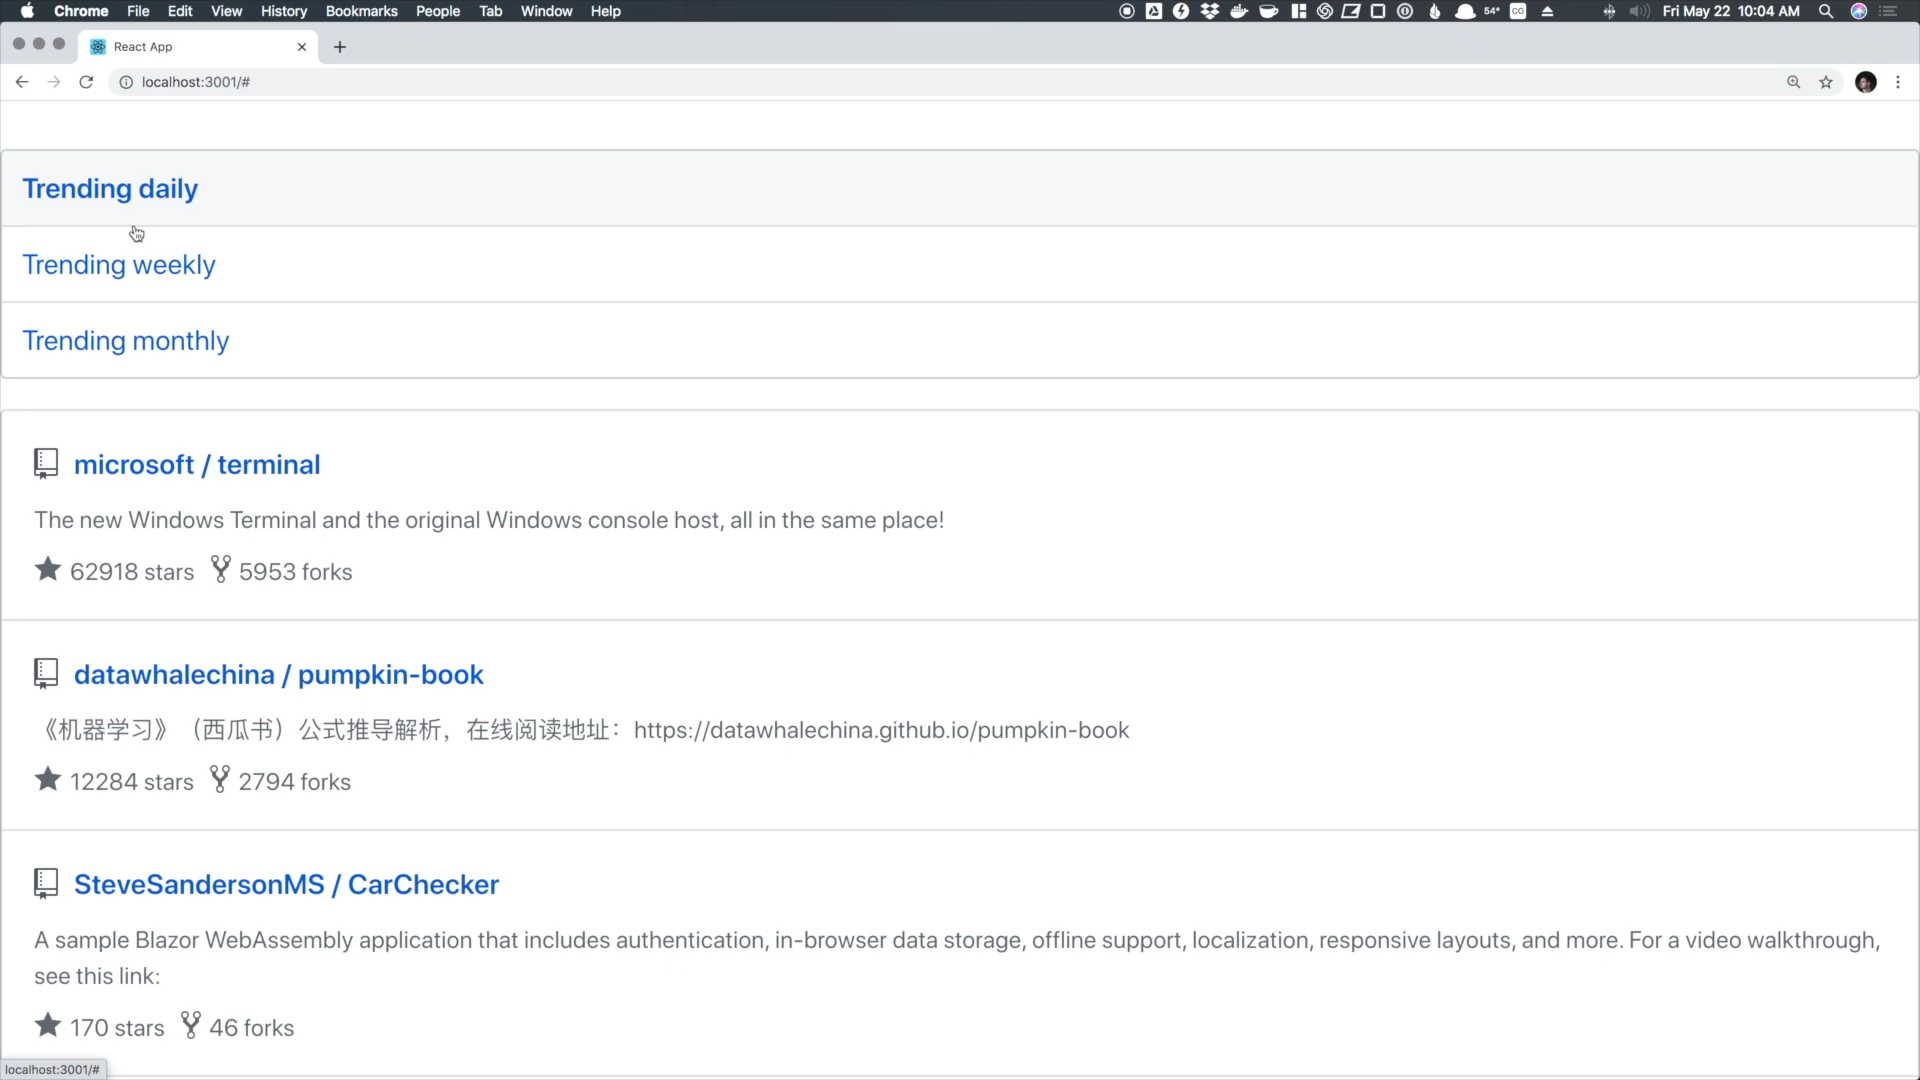 Chrome File Edit View History Bookmarks People Tab Window Help 54° CO Fri May 22 10:04 AM
React App
localhost:3001/#
Trending daily
Trending weekly
Trending monthly
microsoft / terminal
The new Windows Terminal and the original Windows console host, all in the same place!
62918 stars 5953 forks
datawhalechina / pumpkin-book
《机器学习》（西瓜书）公式推导解析，在线阅读地址：https://datawhalechina.github.io/pumpkin-book
12284 stars 2794 forks
SteveSandersonMS / CarChecker
A sample Blazor WebAssembly application that includes authentication, in-browser data storage, offline support, localization, responsive layouts, and more. For a video walkthrough,
see this link:
170 stars 46 forks
localhost:3001/#